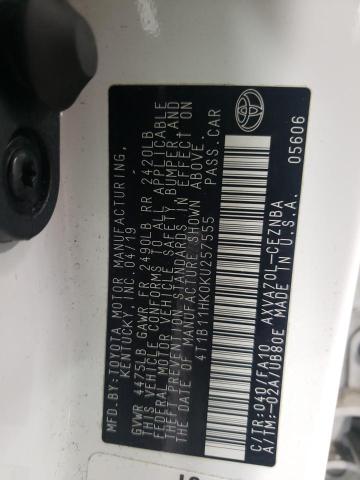 MFD.BY:TOYOTA MOTOR MANUFACTURING,
KENTUCKY, INC. 04/19
GVWR 4475LB GAWR FR 2490LB RR 2420LB
THIS VEHICLE CONFORMS TO ALL APPLICABLE
FEDERAL MOTOR VEHICLE SAFETY, BUMPER AND
THEFT PREVENTION STANDARDS IN EFFECT ON
THE DATE OF MANUFACTURE SHOWN ABOVE.
4T1B11HK0KU257555 PASS.CAR
C/TR:042/FA10 AXVA70L-CEZNBA
A/TM:-02A/UB80E MADE IN U.S.A.
05606